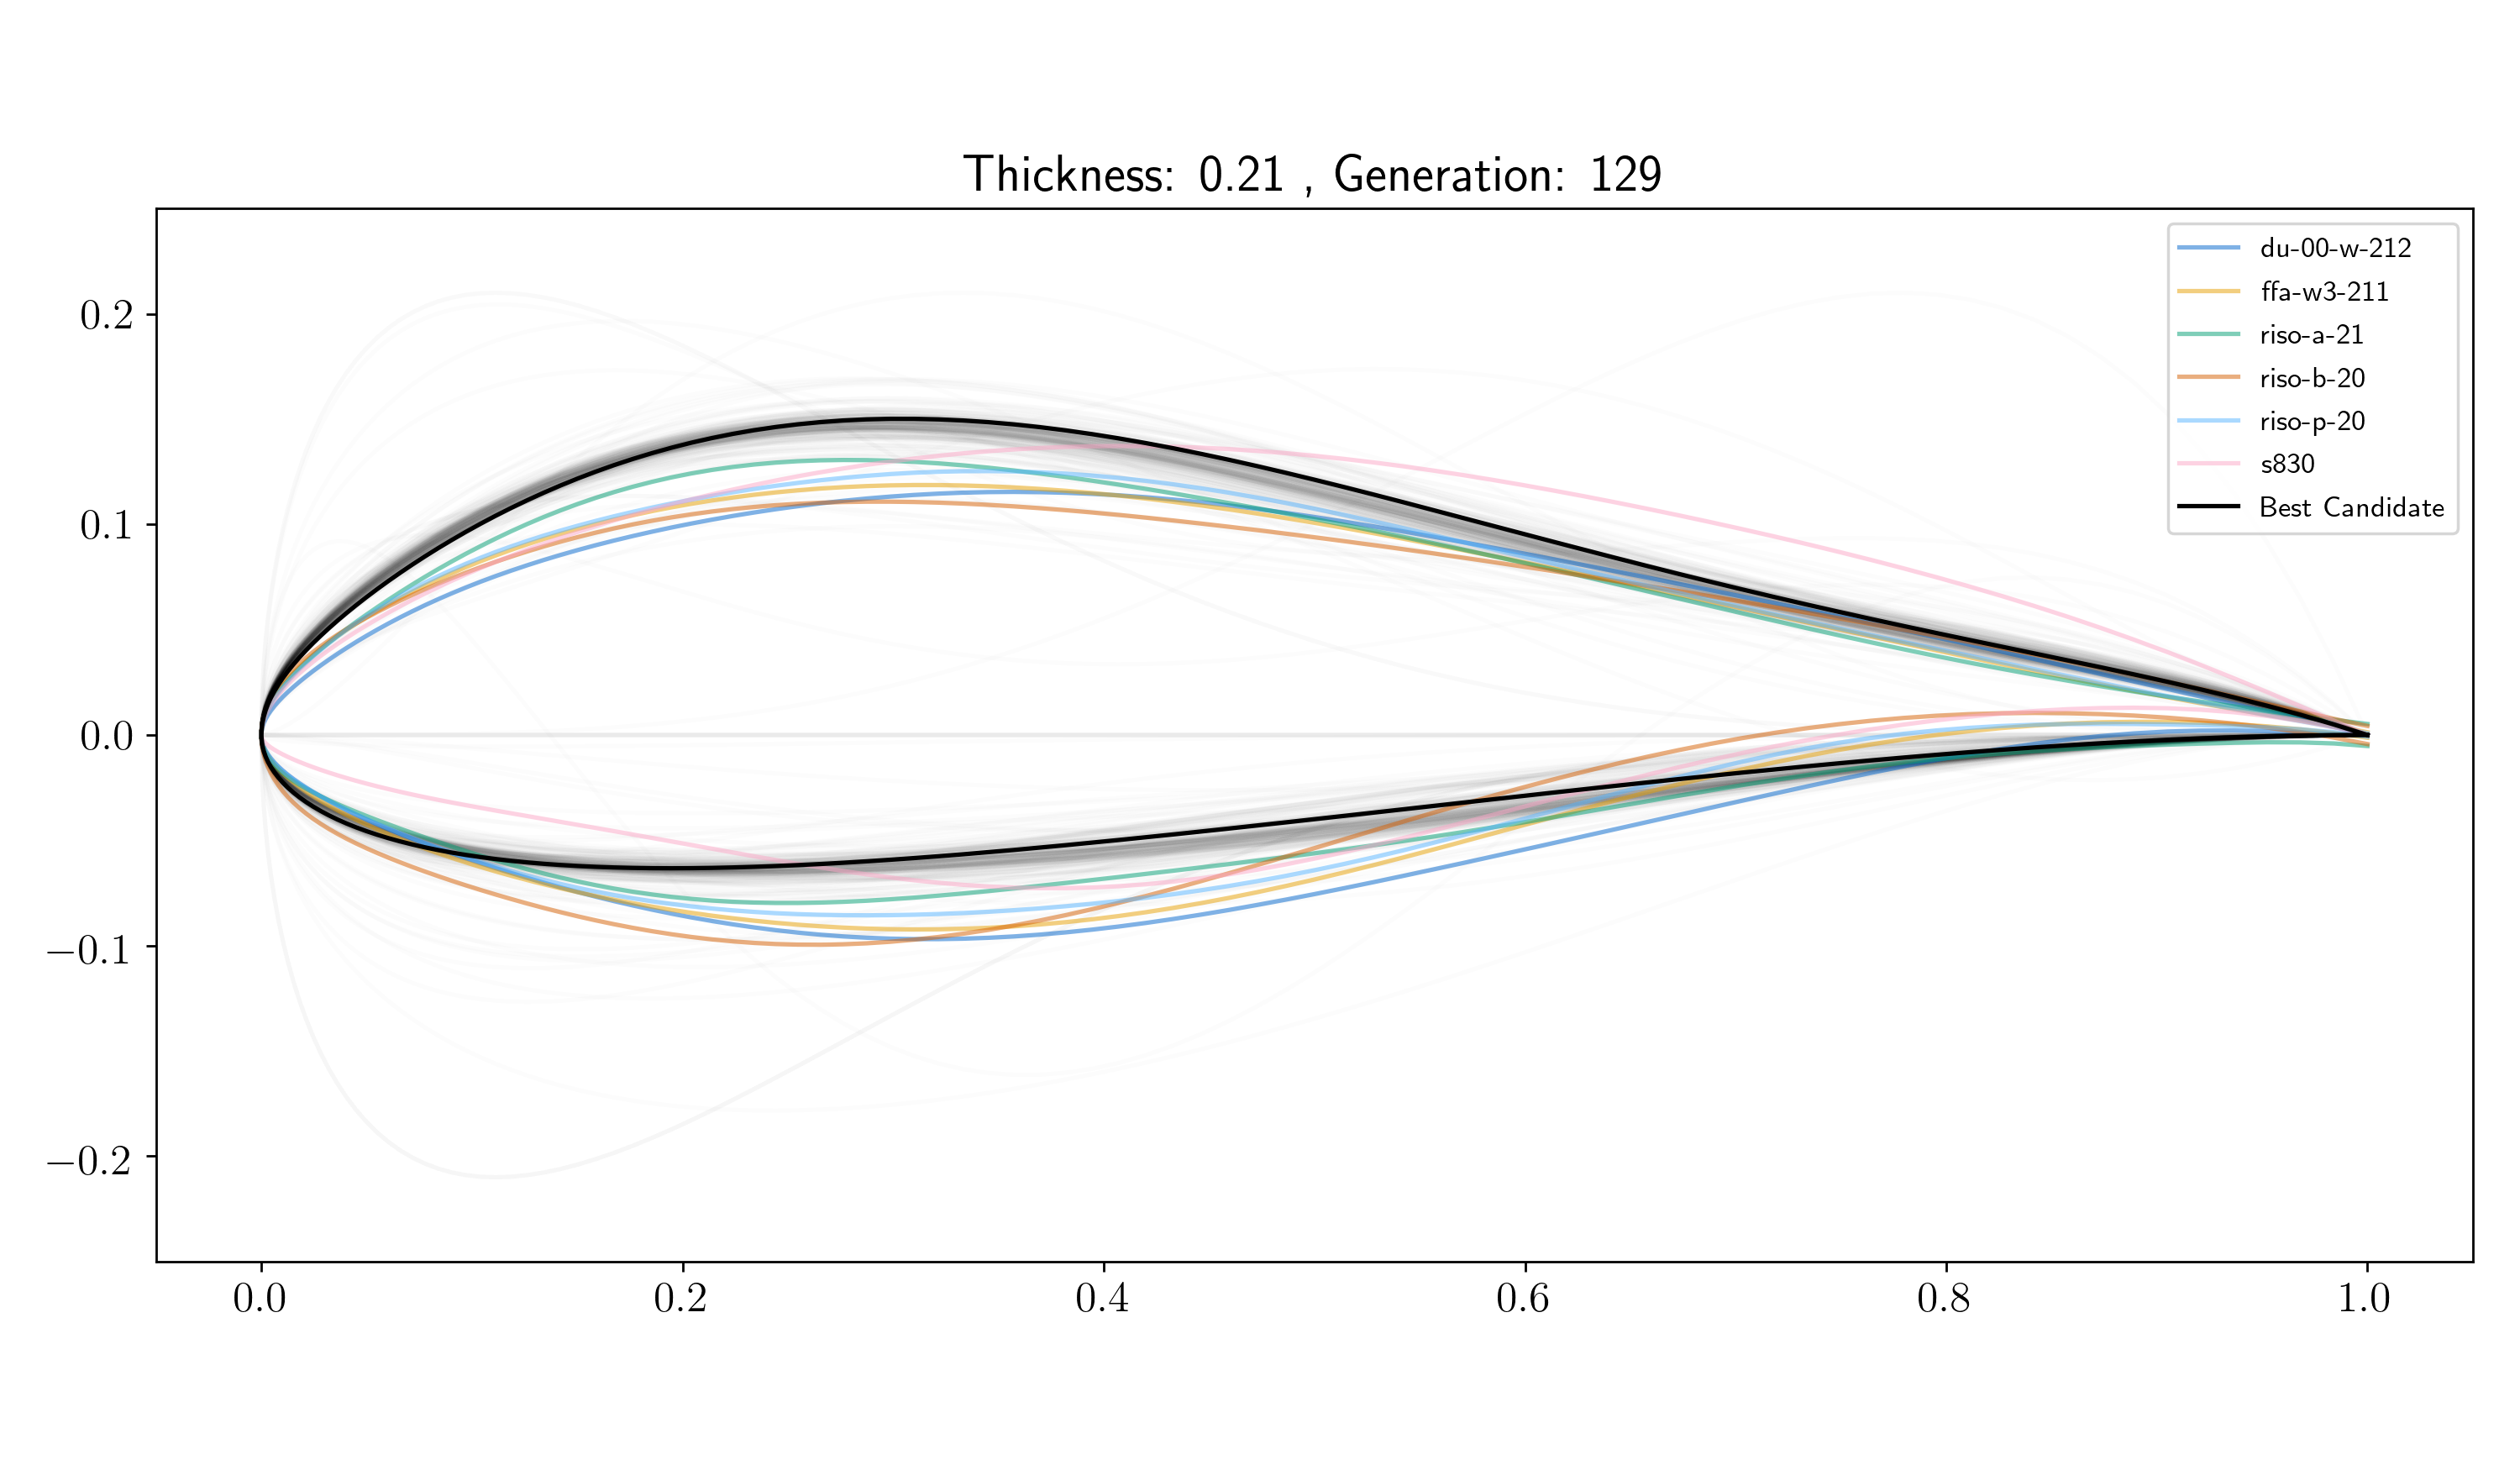 Thickness: 0.21 , Generation: 129
du-00-w-212
ffa-w3-211
riso-a-21
riso-b-20
riso-p-20
s830
Best Candidate
0.2
0.1
0.0
−0.1
−0.2
0.0 0.2 0.4 0.6 0.8 1.0